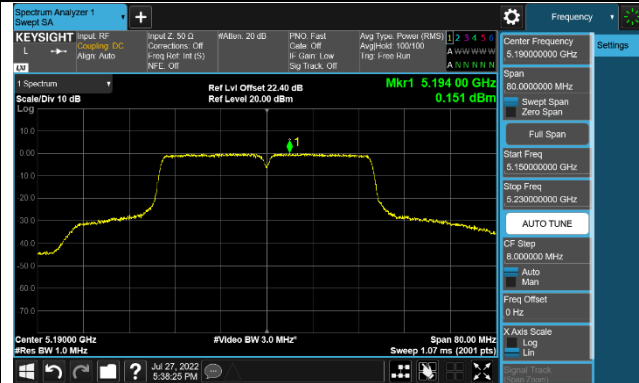 Spectrum Analyzer 1
Swept SA
Frequency
KEYSIGHT
L
LXI
Input: RF
Coupling: DC
Align: Auto
Input Z: 50 Ω
Corrections: Off
Freq Ref: Int (S)
NFE: Off
#Atten: 20 dB
PNO: Fast
Gate: Off
IF Gain: Low
Sig Track: Off
Avg Type: Power (RMS)
Avg|Hold: 100/100
Trig: Free Run
1 2 3 4 5 6
A W W W W W
A N N N N N
Settings
Center Frequency
5.190000000 GHz
Span
80.0000000 MHz
Swept Span
Zero Span
Full Span
Start Freq
5.150000000 GHz
Stop Freq
5.230000000 GHz
AUTO TUNE
CF Step
8.000000 MHz
Auto
Man
Freq Offset
0 Hz
X Axis Scale
Log
Lin
Signal Track
(Span Zoom)
1 Spectrum
Scale/Div 10 dB
Log
Ref Lvl Offset 22.40 dB
Ref Level 20.00 dBm
Mkr1 5.194 00 GHz
0.151 dBm
1
10.0
0.00
-10.0
-20.0
-30.0
-40.0
-50.0
-60.0
-70.0
Center 5.19000 GHz
#Res BW 1.0 MHz
#Video BW 3.0 MHz*
Span 80.00 MHz
Sweep 1.07 ms (2001 pts)
Jul 27, 2022
5:38:25 PM